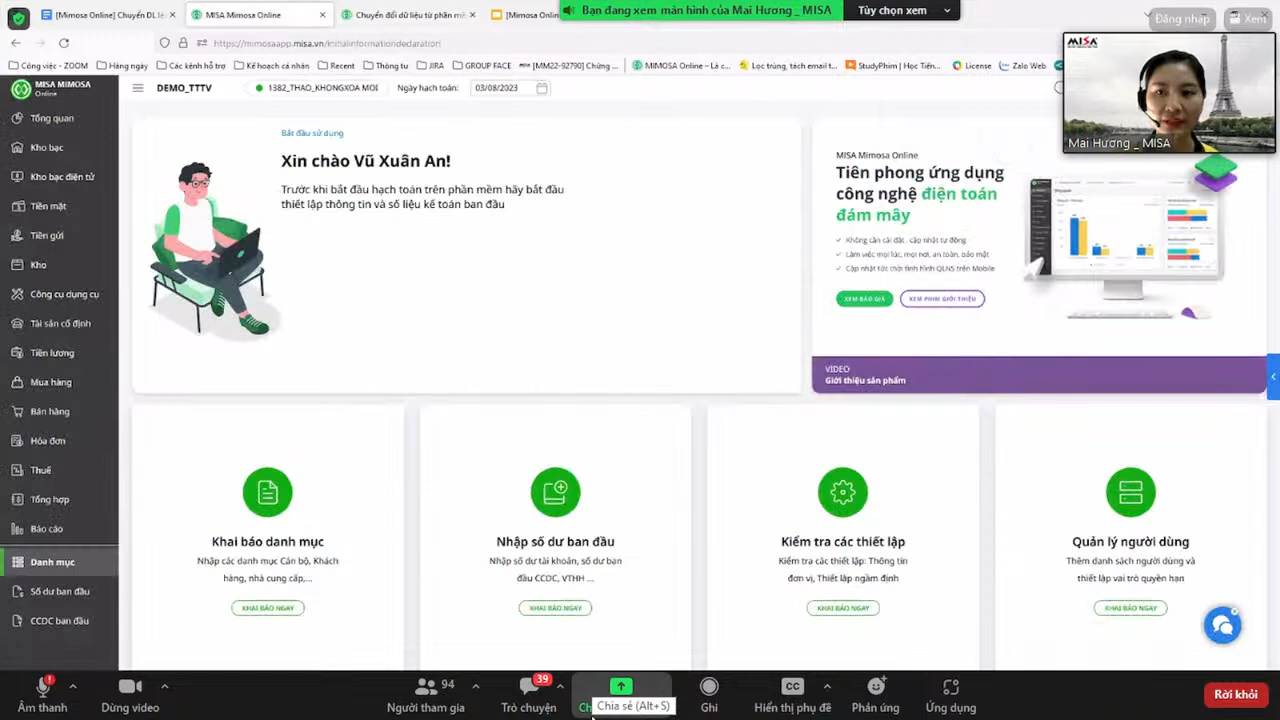 Bạn đang xem màn hình của Mai Hương _ MISA
Tùy chọn xem
[Mimosa Online] Chuyển DL
MISA Mimosa Online
Chuyển đổi dữ liệu từ phần mề
[Mimosa Onlin
Đăng nhập
Xem
https://mimosaapp.misa.vn/initialinformationdeclaration
Công việc - ZOOM
Hàng ngày
Các kênh hỗ trợ
Kế hoạch cá nhân
Recent
Thông tư
JIRA
GROUP FACE
[MM22-92790] Chứng ...
MIMOSA Online – Là c...
Lọc trùng, tách email t...
StudyPhim | Học Tiến...
License
Zalo Web
MISA
Mai Hương _ MISA
MISA MIMOSA
Online
DEMO_TTTV
1382_THAO_KHONGXOA MOI
Ngày hạch toán:
03/08/2023
Tổng quan
Kho bạc
Kho bạc điện tử
Tiền mặt
Tiền gửi
Kho
Công cụ dụng cụ
Tài sản cố định
Tiền lương
Mua hàng
Bán hàng
Hóa đơn
Thuế
Tổng hợp
Báo cáo
Danh mục
Số dư ban đầu
CCDC ban đầu
Bắt đầu sử dụng
Xin chào Vũ Xuân An!
Trước khi bắt đầu hạch toán trên phần mềm hãy bắt đầu
thiết lập thông tin và số liệu kế toán ban đầu
MISA Mimosa Online
Tiên phong ứng dụng
công nghệ điện toán
đám mây
Không cần cài đặt, cập nhật tự động
Làm việc mọi lúc, mọi nơi, an toàn, bảo mật
Cập nhật tức thời tình hình QLNS trên Mobile
XEM BÁO GIÁ
XEM PHIM GIỚI THIỆU
VIDEO
Giới thiệu sản phẩm
Khai báo danh mục
Nhập các danh mục Cán bộ, Khách
hàng, nhà cung cấp,...
KHAI BÁO NGAY
Nhập số dư ban đầu
Nhập số dư tài khoản, số dư ban
đầu CCDC, VTHH ...
KHAI BÁO NGAY
Kiểm tra các thiết lập
Kiểm tra các thiết lập: Thông tin
đơn vị, Thiết lập ngầm định
KHAI BÁO NGAY
Quản lý người dùng
Thêm danh sách người dùng và
thiết lập vai trò quyền hạn
KHAI BÁO NGAY
Âm thanh
Dừng video
94
Người tham gia
39
Trò chuyện
Chia sẻ (Alt+S)
Ghi
CC
Hiển thị phụ đề
Phản ứng
Ứng dụng
Rời khỏi